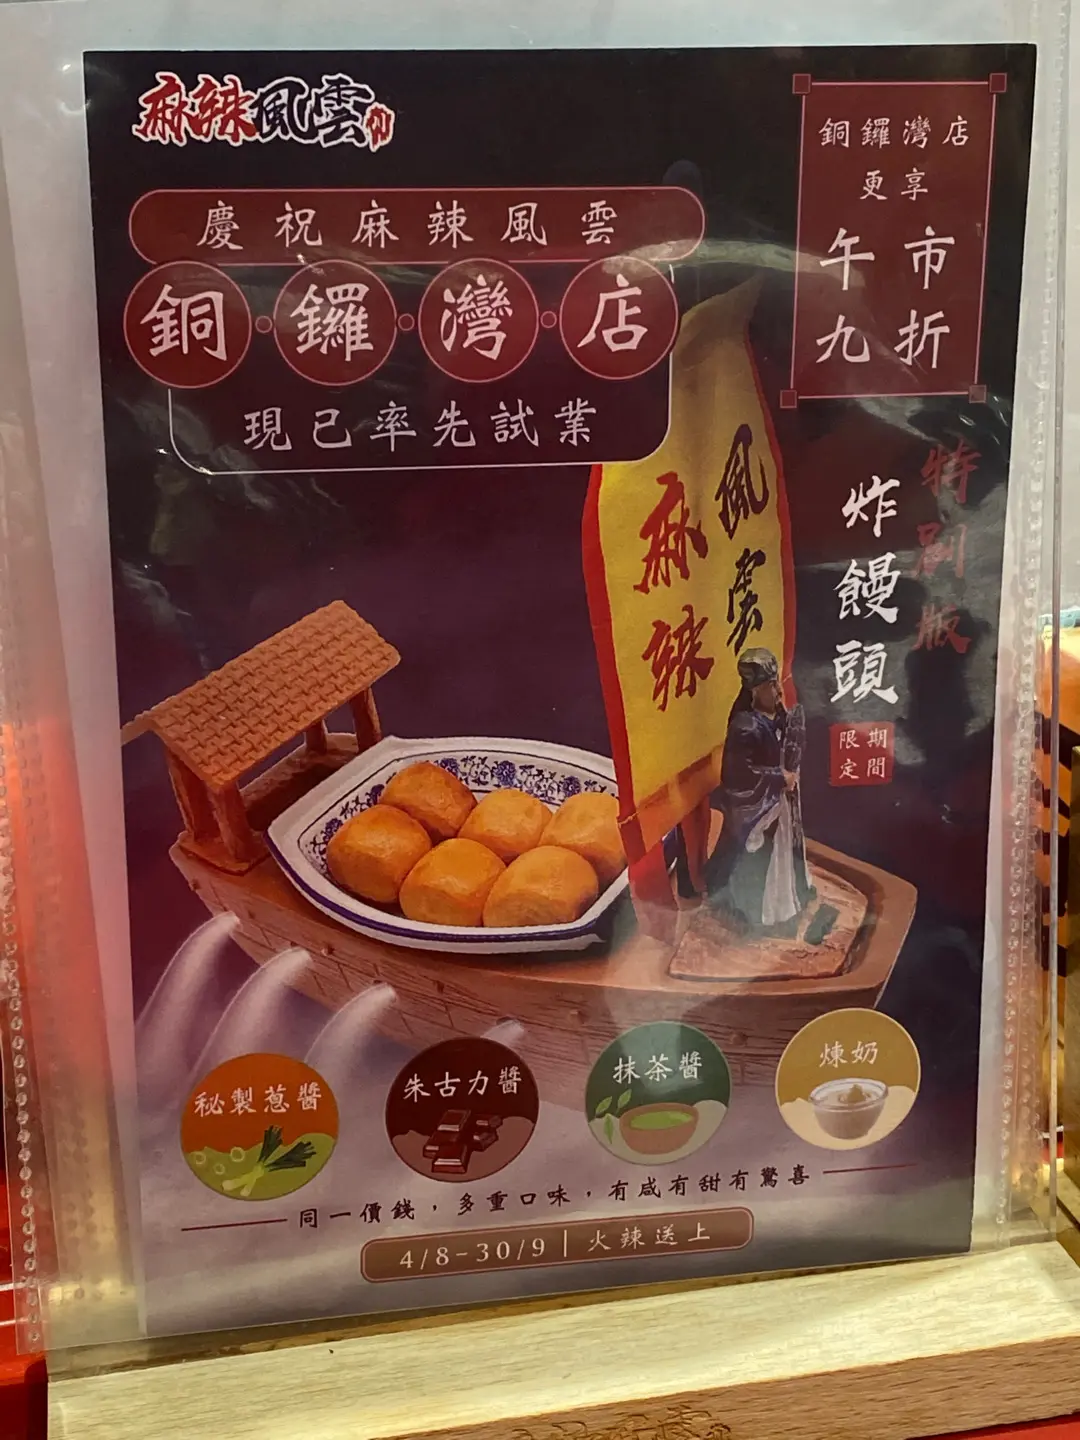 麻辣風雲
慶祝麻辣風雲
銅鑼灣店
現已率先試業
銅鑼灣店
更享
午市
九折
特別版
炸饅頭
期間
限定
風雲
麻辣
秘製葱醬
朱古力醬
抹茶醬
煉奶
同一價錢，多重口味，有咸有甜有驚喜
4/8-30/9 | 火辣送上